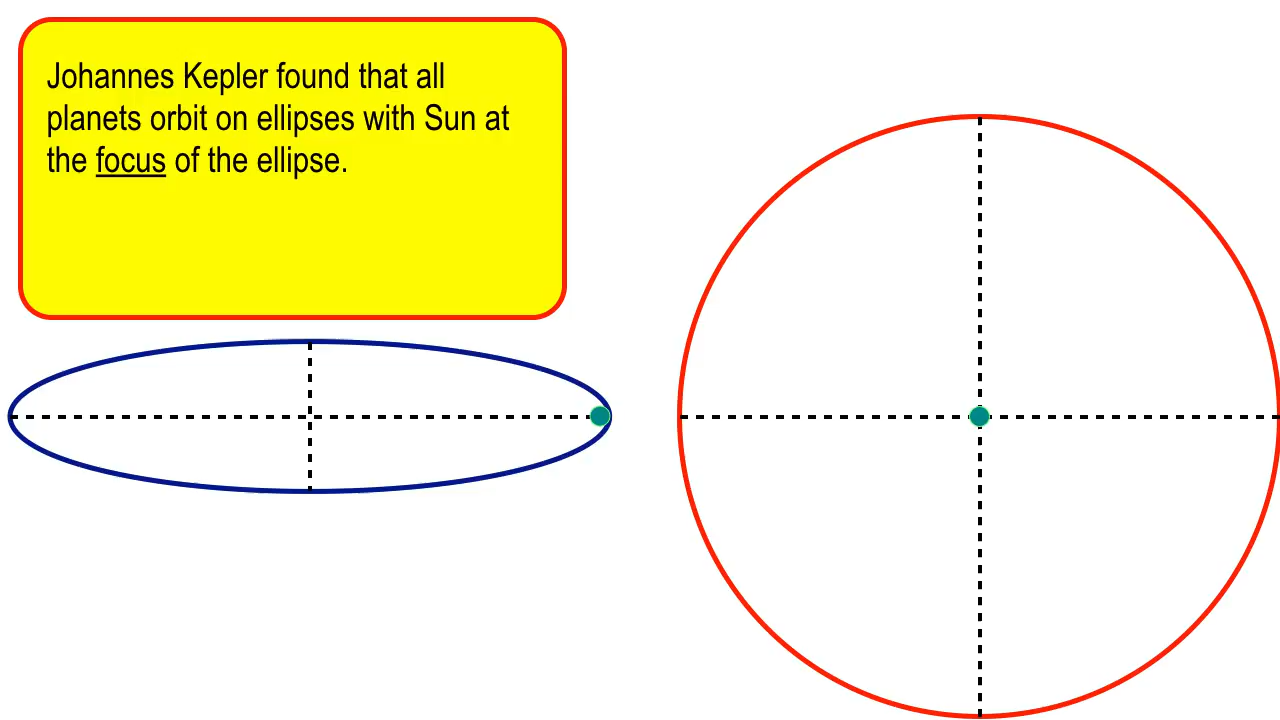 Johannes Kepler found that all
planets orbit on ellipses with Sun at
the focus of the ellipse.